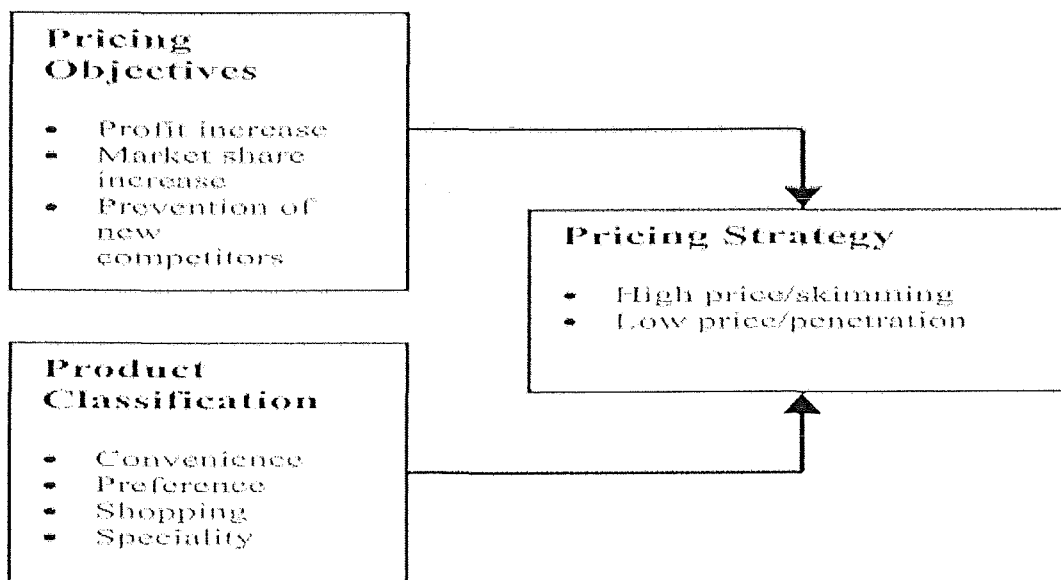 Pricing
Objectives
• Profit increase
• Market share
increase
• Prevention of
new
competitors
Pricing Strategy
• High price/skimming
• Low price/penetration
Product
Classification
• Convenience
• Preference
• Shopping
• Speciality